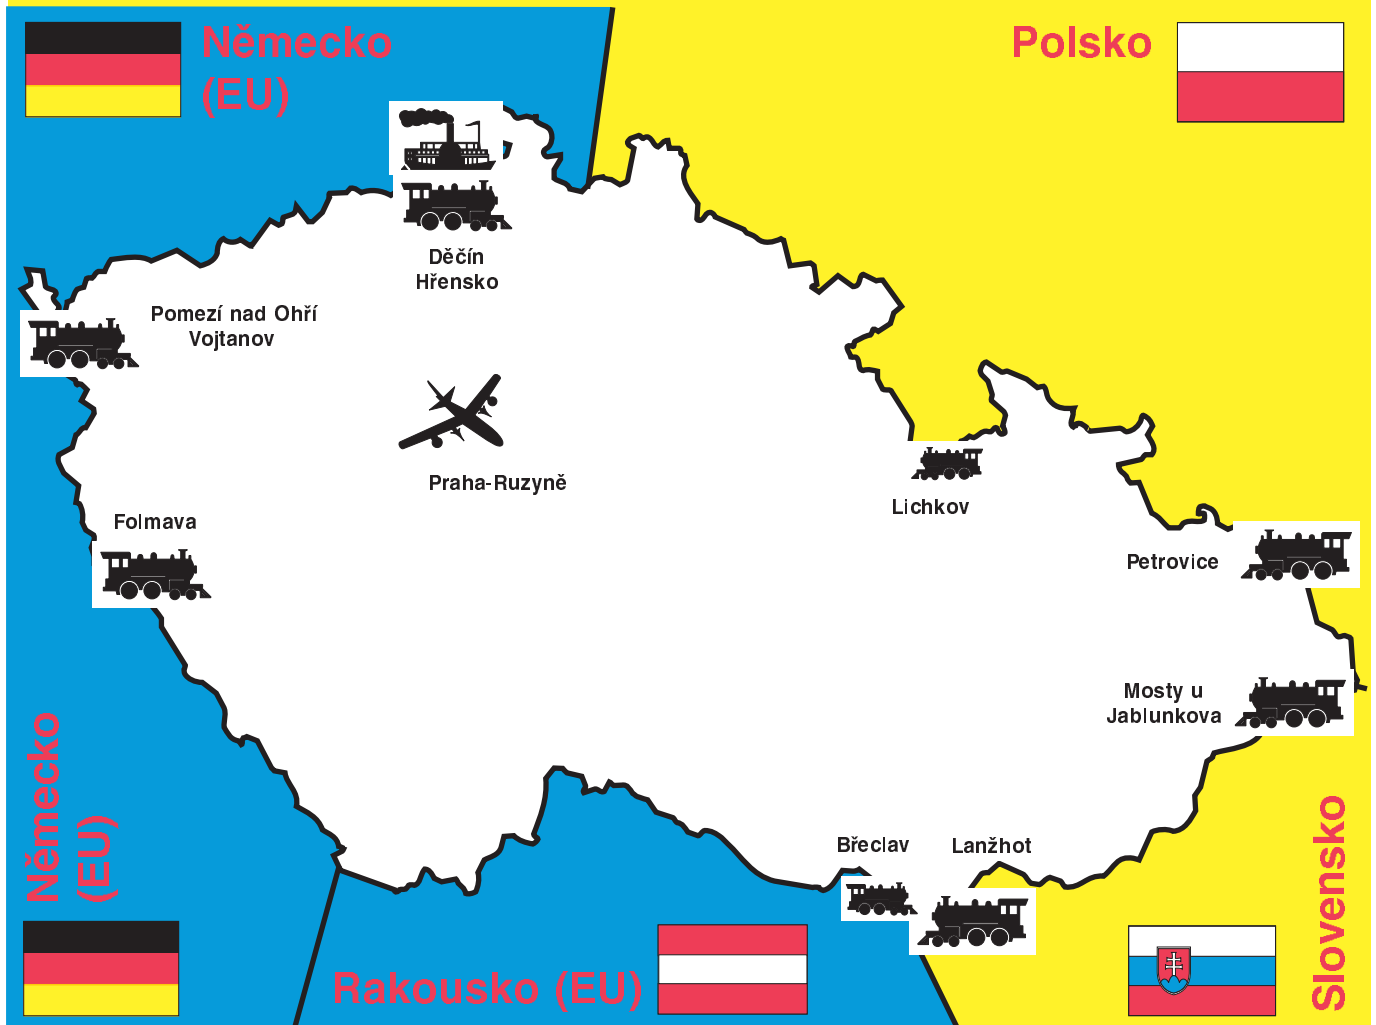 Německo
(EU)
Polsko
Děčín
Hřensko
Pomezí nad Ohří
Vojtanov
Praha-Ruzyně
Lichkov
Folmava
Petrovice
Mosty u
Jablunkova
Německo
(EU)
Břeclav
Lanžhot
Slovensko
Rakousko (EU)